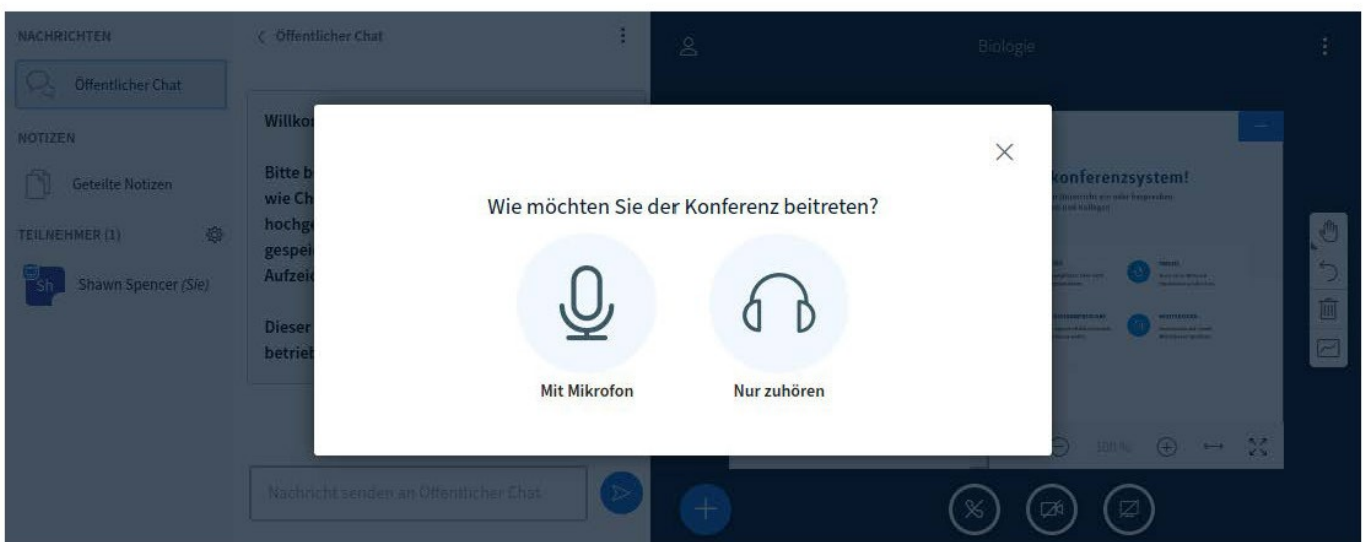 NACHRICHTEN
Öffentlicher Chat
NOTIZEN
Geteilte Notizen
TEILNEHMER (1)
Sh
Shawn Spencer (Sie)
Öffentlicher Chat
Willko
Bitte b
wie Ch
hochge
gespei
Aufzeic
Dieser
betrieb
Nachricht senden an Öffentlicher Chat
Wie möchten Sie der Konferenz beitreten?
Mit Mikrofon
Nur zuhören
Biologie
konferenzsystem!
100 %